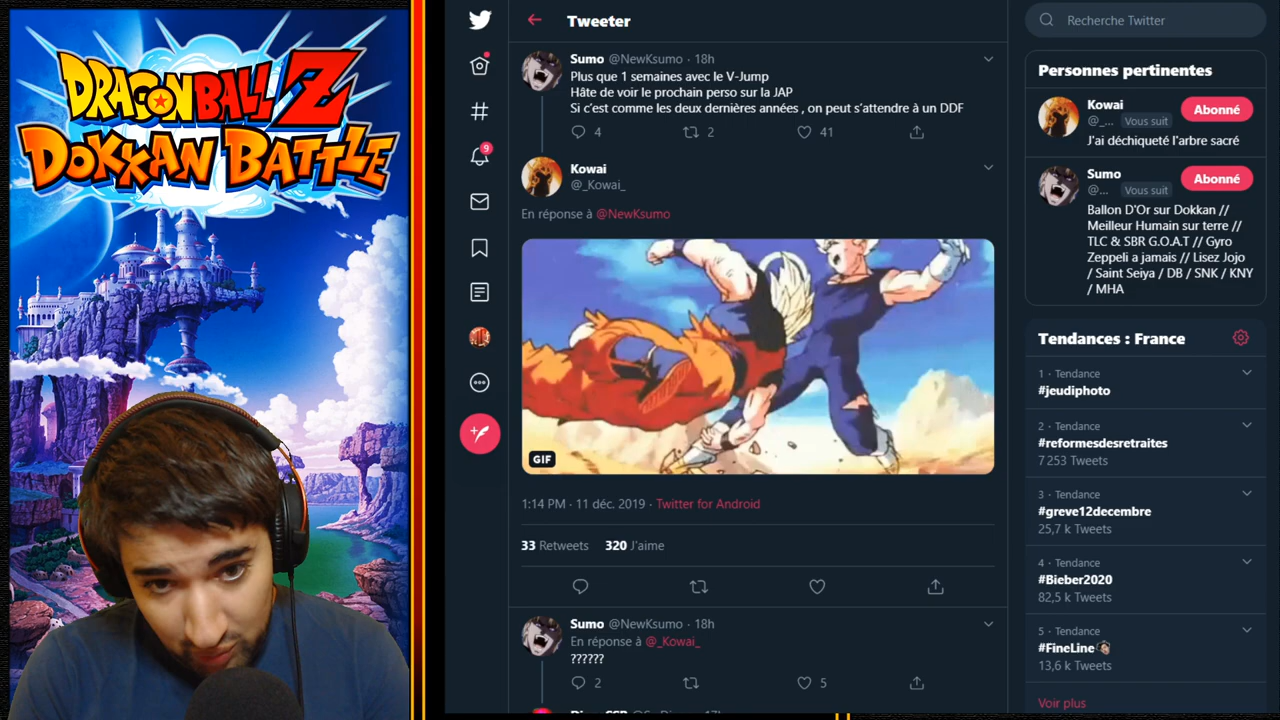 DRAGONBALL Z
DOKKAN BATTLE
Tweeter
Sumo @NewKsumo · 18h
Plus que 1 semaines avec le V-Jump
Hâte de voir le prochain perso sur la JAP
Si c'est comme les deux dernières années , on peut s'attendre à un DDF
4 2 41
Kowai
@_Kowai_
En réponse à @NewKsumo
GIF
1:14 PM · 11 déc. 2019 · Twitter for Android
33 Retweets 320 J'aime
Sumo @NewKsumo · 18h
En réponse à @_Kowai_
??????
2 5
9
Recherche Twitter
Personnes pertinentes
Kowai
@_... Vous suit
Abonné
J'ai déchiqueté l'arbre sacré
Sumo
@... Vous suit
Abonné
Ballon D'Or sur Dokkan //
Meilleur Humain sur terre //
TLC & SBR G.O.A.T // Gyro
Zeppeli a jamais // Lisez Jojo
/ Saint Seiya / DB / SNK / KNY
/ MHA
Tendances : France
1 · Tendance
#jeudiphoto
2 · Tendance
#reformesdesretraites
7 253 Tweets
3 · Tendance
#greve12decembre
25,7 k Tweets
4 · Tendance
#Bieber2020
82,5 k Tweets
5 · Tendance
#FineLine
13,6 k Tweets
Voir plus